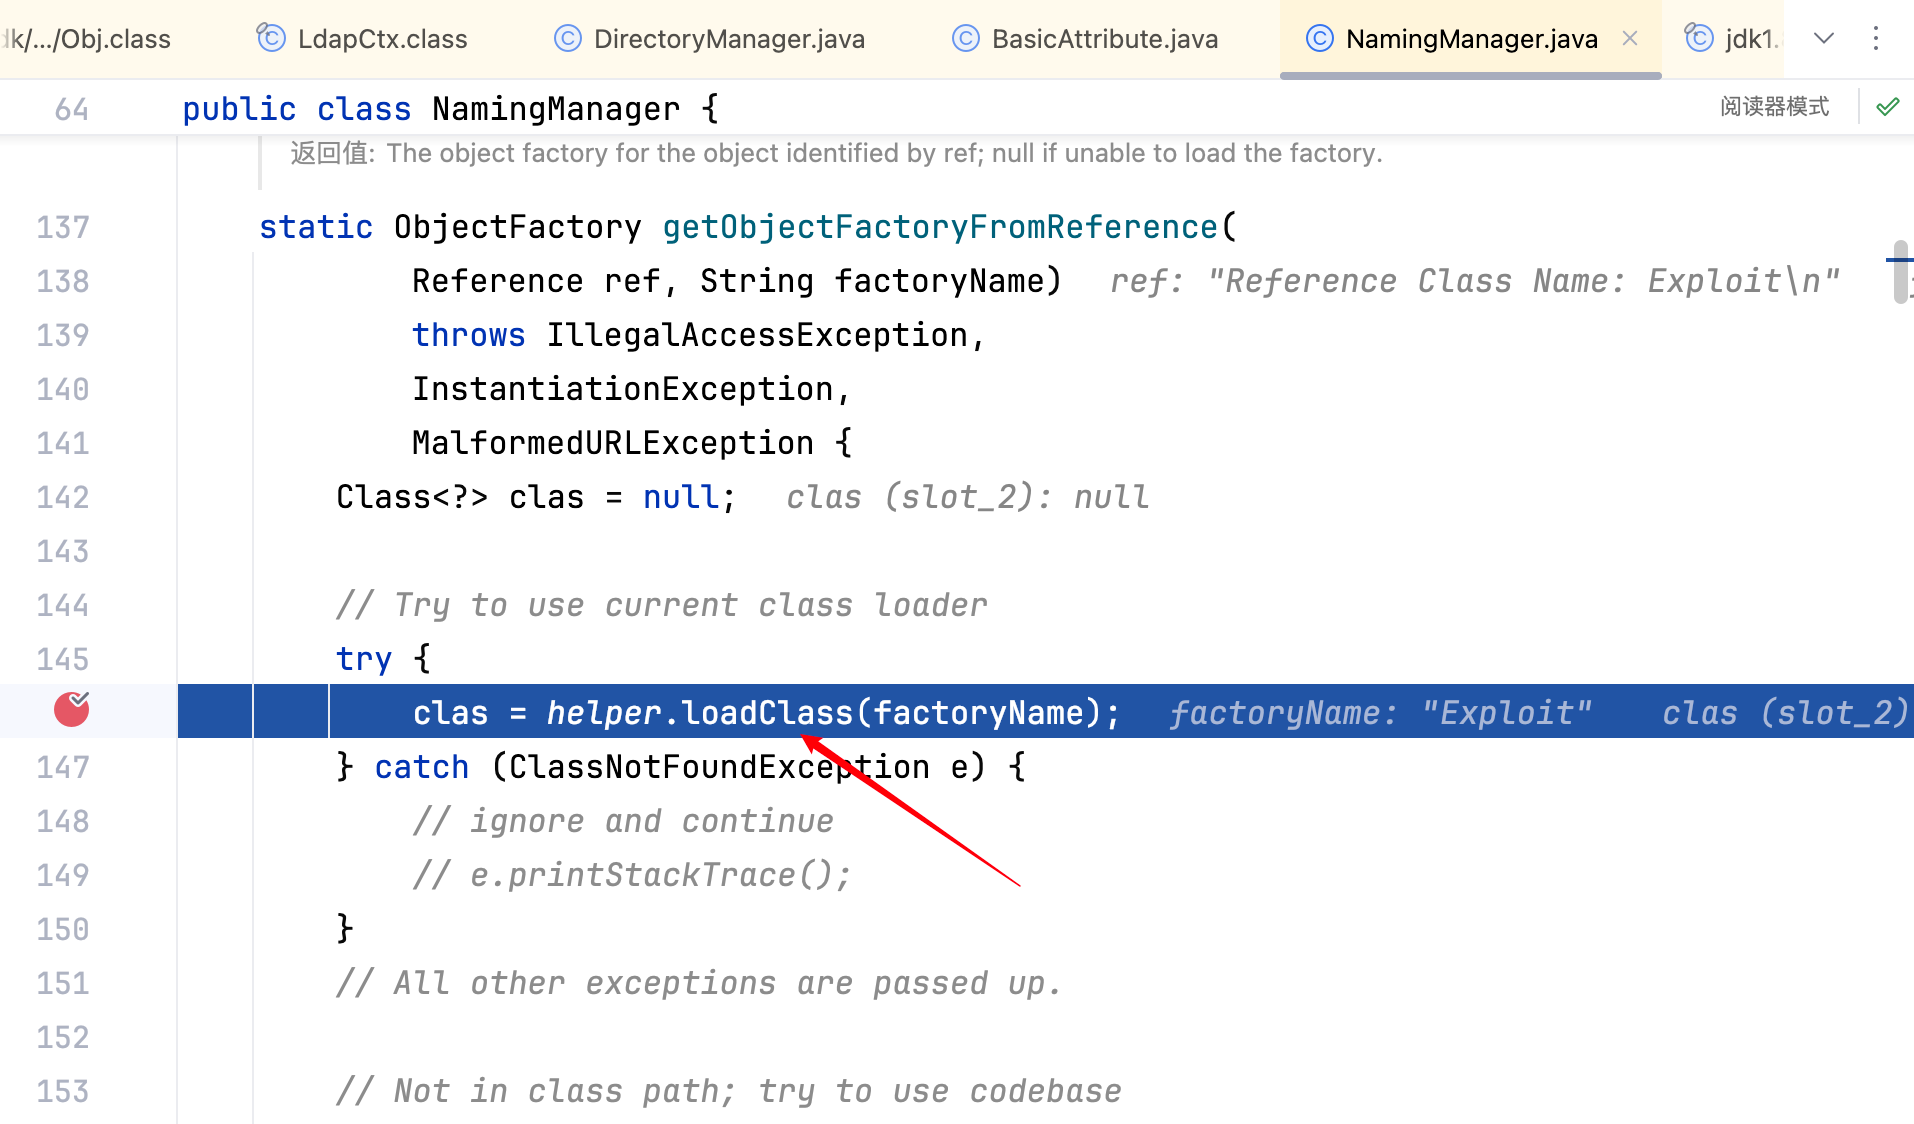 dk/.../Obj.class LdapCtx.class DirectoryManager.java BasicAttribute.java NamingManager.java jdk1.
64 public class NamingManager { 阅读器模式
返回值: The object factory for the object identified by ref; null if unable to load the factory.
137 static ObjectFactory getObjectFactoryFromReference(
138 Reference ref, String factoryName) ref: "Reference Class Name: Exploit\n"
139 throws IllegalAccessException,
140 InstantiationException,
141 MalformedURLException {
142 Class<?> clas = null; clas (slot_2): null
143
144 // Try to use current class loader
145 try {
clas = helper.loadClass(factoryName); factoryName: "Exploit" clas (slot_2)
147 } catch (ClassNotFoundException e) {
148 // ignore and continue
149 // e.printStackTrace();
150 }
151 // All other exceptions are passed up.
152
153 // Not in class path; try to use codebase